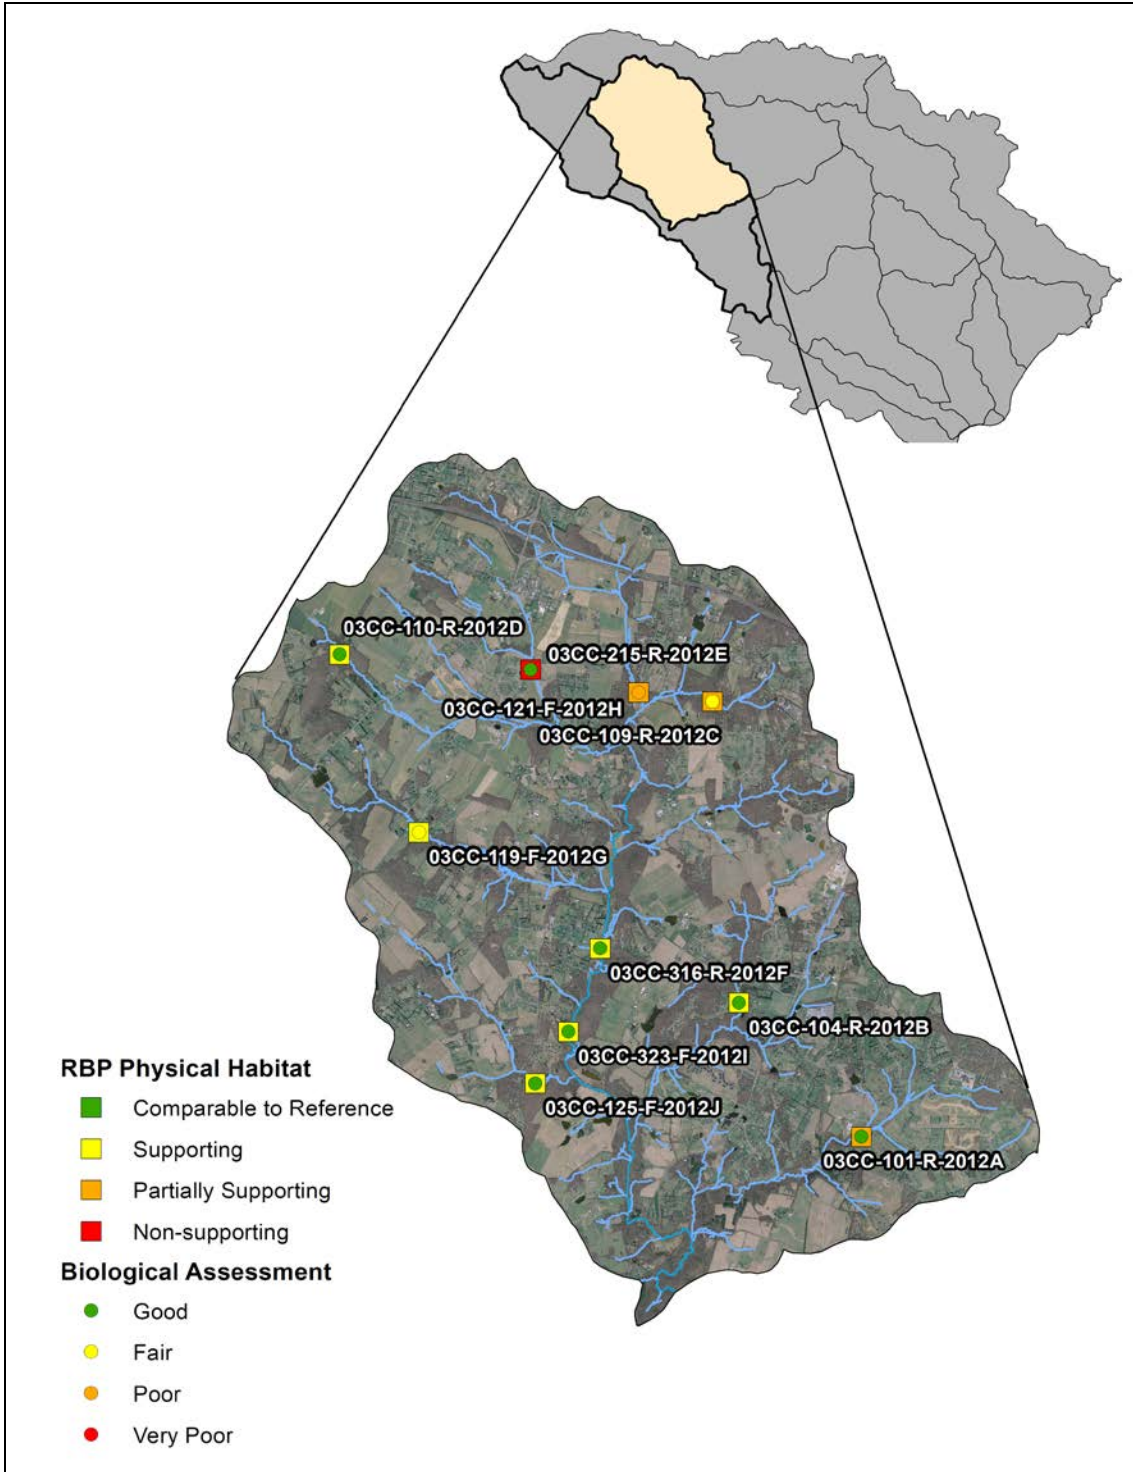 03CC-110-R-2012D
03CC-215-R-2012E
03CC-121-F-2012H
03CC-109-R-2012C
03CC-119-F-2012G
03CC-316-R-2012F
03CC-104-R-2012B
03CC-323-F-2012I
03CC-125-F-2012J
03CC-101-R-2012A
RBP Physical Habitat
Comparable to Reference
Supporting
Partially Supporting
Non-supporting
Biological Assessment
Good
Fair
Poor
Very Poor